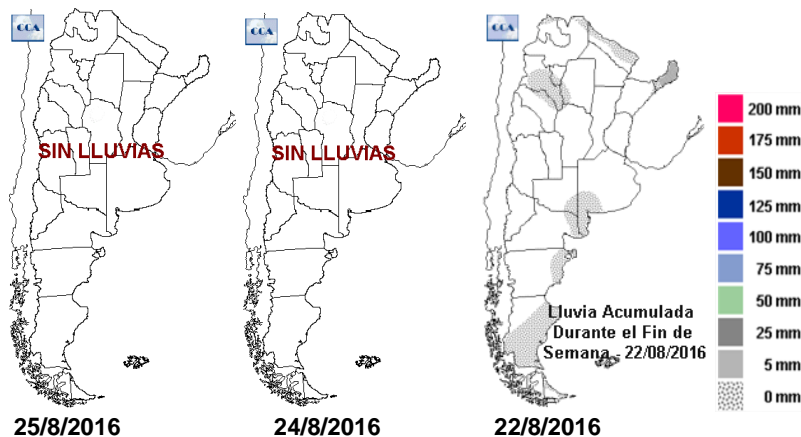 CCA
SIN LLUVIAS
25/8/2016
CCA
SIN LLUVIAS
24/8/2016
CCA
Lluvia Acumulada
Durante el Fin de
Semana - 22/08/2016
22/8/2016
200 mm
175 mm
150 mm
125 mm
100 mm
75 mm
50 mm
25 mm
5 mm
0 mm